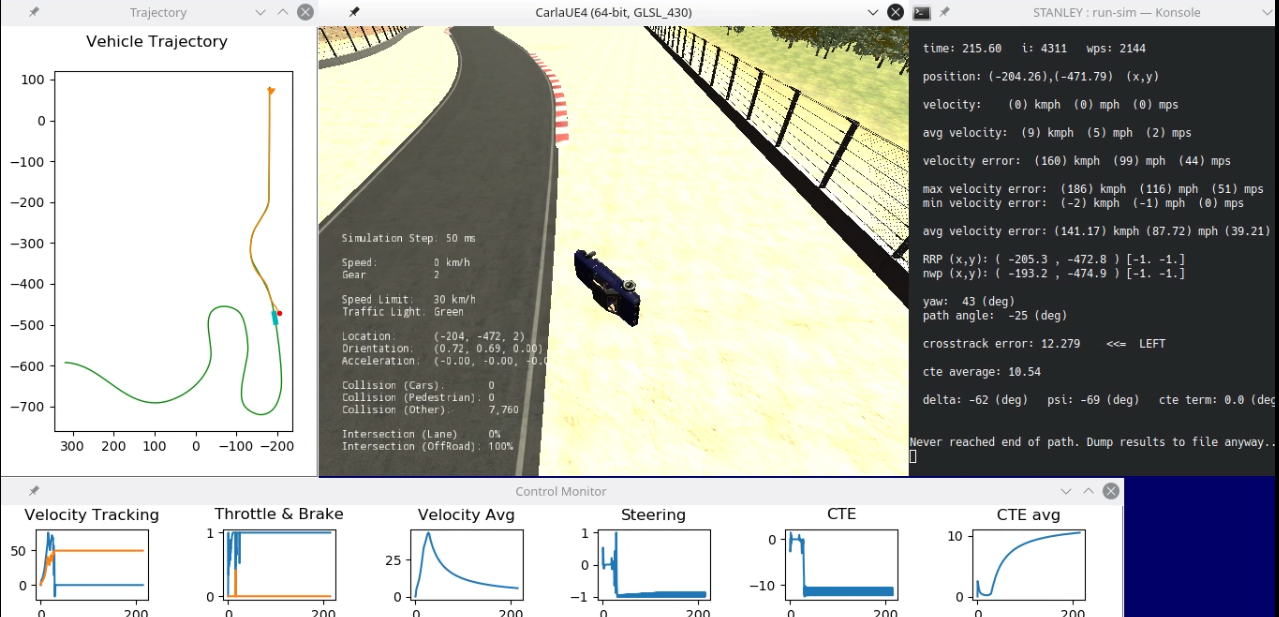 Trajectory
Vehicle Trajectory
100
0
−100
−200
−300
−400
−500
−600
−700
300 200 100 0 −100 −200
CarlaUE4 (64-bit, GLSL_430)
Simulation Step: 50 ms
Speed: 0 km/h
Gear 2
Speed Limit: 30 km/h
Traffic Light: Green
Location: (-204, -472, 2)
Orientation: (0.72, 0.69, 0.00)
Acceleration: (-0.00, -0.00, -0.0
Collision (Cars): 0
Collision (Pedestrian): 0
Collision (Other): 7,760
Intersection (Lane) 0%
Intersection (OffRoad): 100%
STANLEY : run-sim — Konsole
time: 215.60 i: 4311 wps: 2144
position: (-204.26),(-471.79) (x,y)
velocity: (0) kmph (0) mph (0) mps
avg velocity: (9) kmph (5) mph (2) mps
velocity error: (160) kmph (99) mph (44) mps
max velocity error: (186) kmph (116) mph (51) mps
min velocity error: (-2) kmph (-1) mph (0) mps
avg velocity error: (141.17) kmph (87.72) mph (39.21)
RRP (x,y): ( -205.3 , -472.8 ) [-1. -1.]
nwp (x,y): ( -193.2 , -474.9 ) [-1. -1.]
yaw: 43 (deg)
path angle: -25 (deg)
crosstrack error: 12.279 <<= LEFT
cte average: 10.54
delta: -62 (deg) psi: -69 (deg) cte term: 0.0 (deg
Never reached end of path. Dump results to file anyway..
Control Monitor
Velocity Tracking
50
0
0 200
Throttle & Brake
1
0
0 200
Velocity Avg
25
0
0 200
Steering
1
0
−1
0 200
CTE
0
−10
0 200
CTE avg
10
0
0 200